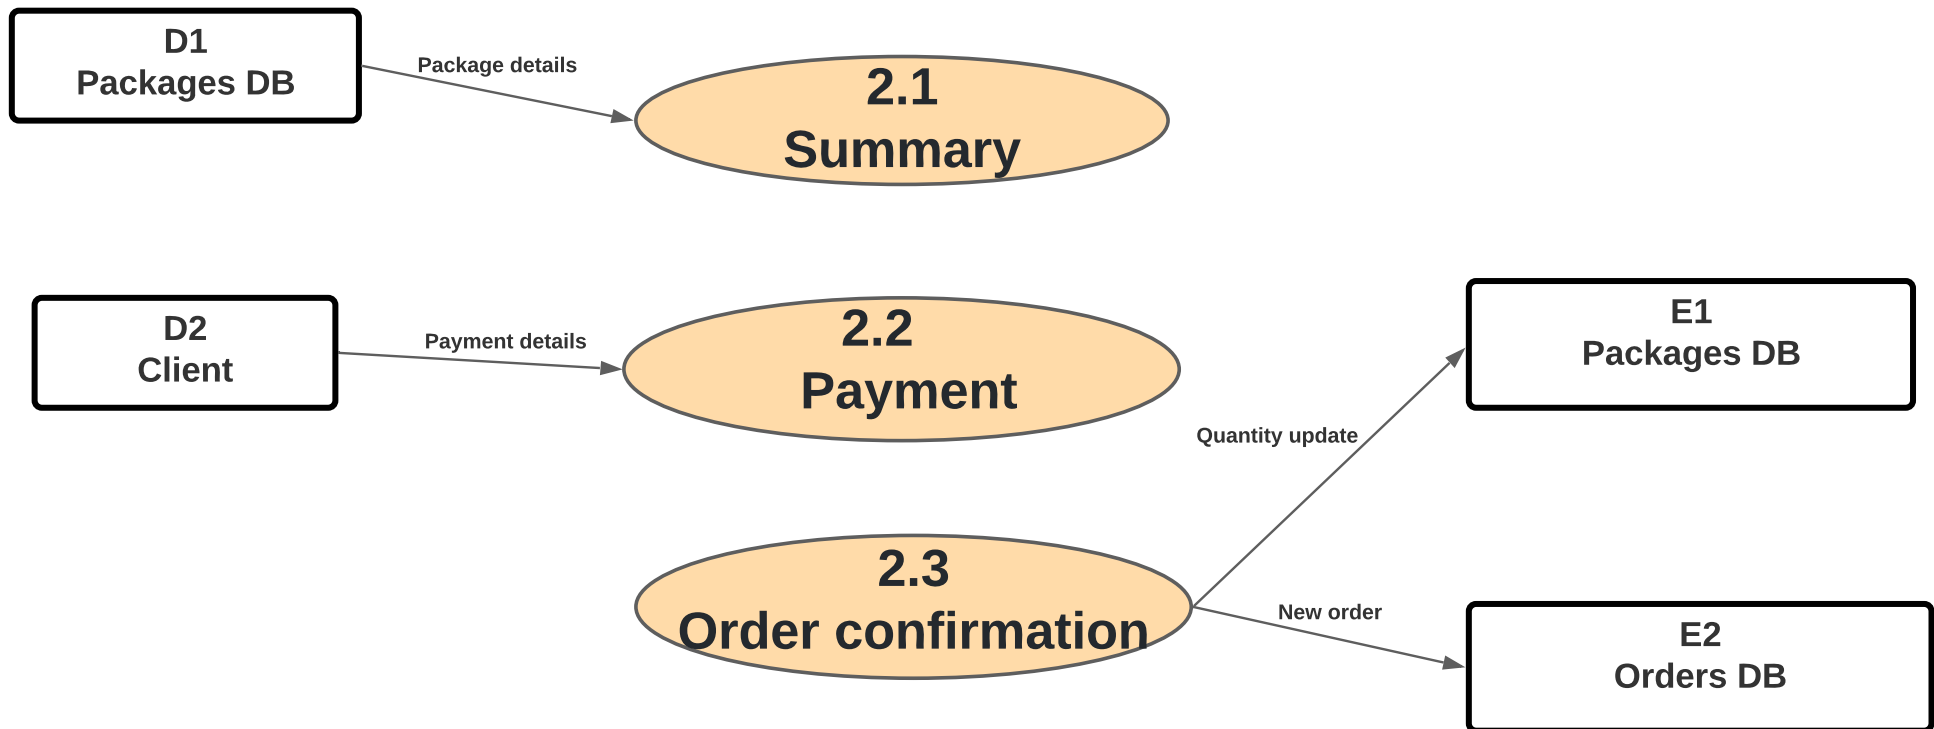 D1
Packages DB
Package details
2.1
Summary
D2
Client
Payment details
2.2
Payment
E1
Packages DB
Quantity update
2.3
Order confirmation
New order
E2
Orders DB